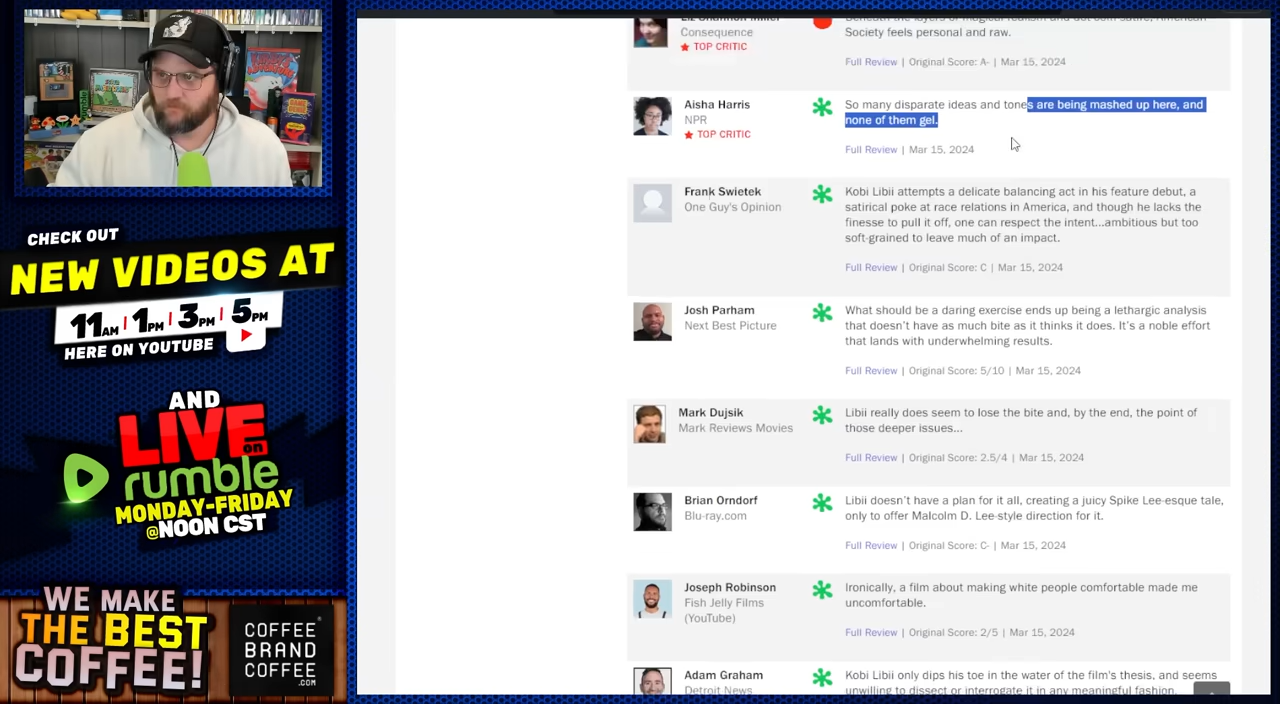 CHECK OUT
NEW VIDEOS AT
11AM | 1PM | 3PM | 5PM
HERE ON YOUTUBE
AND
LIVE on
rumble
MONDAY-FRIDAY
@NOON CST
WE MAKE
THE BEST
COFFEE!
COFFEE
BRAND
COFFEE
.COM
Consequence
TOP CRITIC
Society feels personal and raw.
Full Review | Original Score: A- | Mar 15, 2024
Aisha Harris
NPR
TOP CRITIC
So many disparate ideas and tones are being mashed up here, and
none of them gel.
Full Review | Mar 15, 2024
Frank Swietek
One Guy's Opinion
Kobi Libii attempts a delicate balancing act in his feature debut, a
satirical poke at race relations in America, and though he lacks the
finesse to pull it off, one can respect the intent...ambitious but too
soft-grained to leave much of an impact.
Full Review | Original Score: C | Mar 15, 2024
Josh Parham
Next Best Picture
What should be a daring exercise ends up being a lethargic analysis
that doesn't have as much bite as it thinks it does. It's a noble effort
that lands with underwhelming results.
Full Review | Original Score: 5/10 | Mar 15, 2024
Mark Dujsik
Mark Reviews Movies
Libii really does seem to lose the bite and, by the end, the point of
those deeper issues...
Full Review | Original Score: 2.5/4 | Mar 15, 2024
Brian Orndorf
Blu-ray.com
Libii doesn't have a plan for it all, creating a juicy Spike Lee-esque tale,
only to offer Malcolm D. Lee-style direction for it.
Full Review | Original Score: C- | Mar 15, 2024
Joseph Robinson
Fish Jelly Films
(YouTube)
Ironically, a film about making white people comfortable made me
uncomfortable.
Full Review | Original Score: 2/5 | Mar 15, 2024
Adam Graham
Detroit News
Kobi Libii only dips his toe in the water of the film's thesis, and seems
unwilling to dissect or interrogate it in any meaningful fashion.